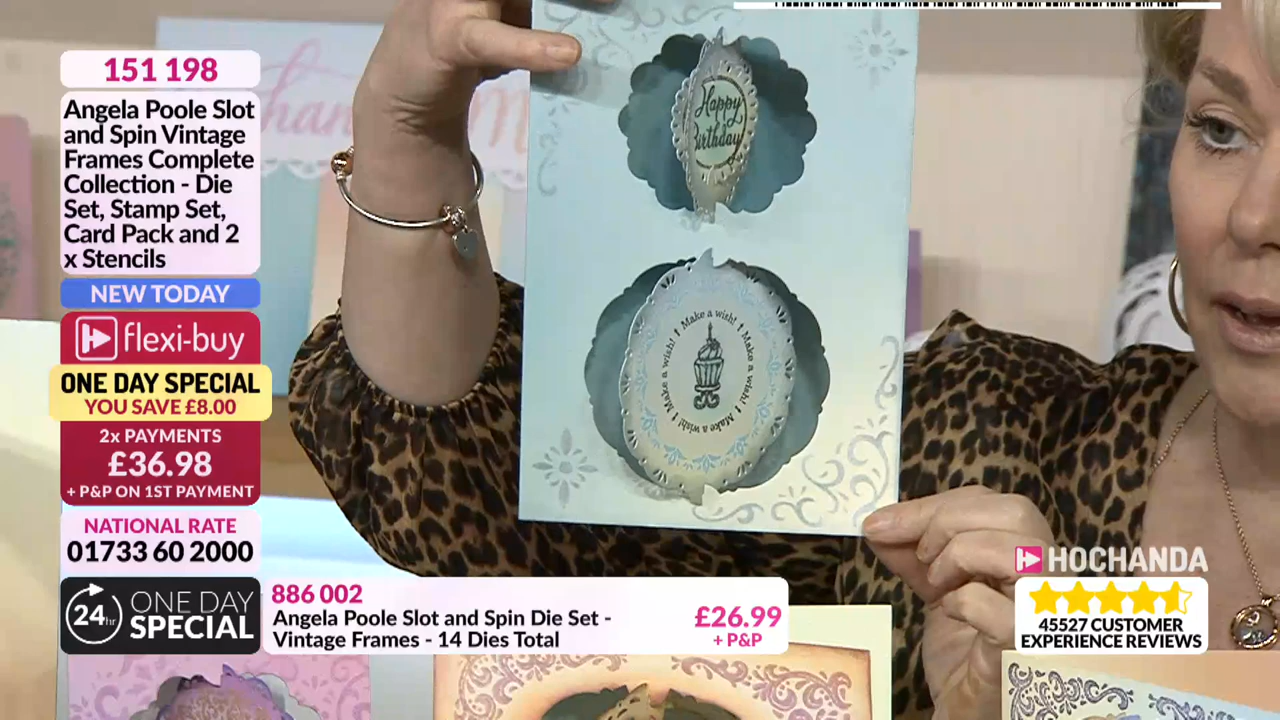 151 198
Angela Poole Slot
and Spin Vintage
Frames Complete
Collection - Die
Set, Stamp Set,
Card Pack and 2
x Stencils
NEW TODAY
flexi-buy
ONE DAY SPECIAL
YOU SAVE £8.00
2x PAYMENTS
£36.98
+ P&P ON 1ST PAYMENT
NATIONAL RATE
01733 60 2000
24hr
ONE DAY
SPECIAL
886 002
Angela Poole Slot and Spin Die Set -
Vintage Frames - 14 Dies Total
£26.99
+ P&P
Happy
Birthday
Make a wish! Make a wish! Make a wish! Make a wish!
HOCHANDA
45527 CUSTOMER
EXPERIENCE REVIEWS